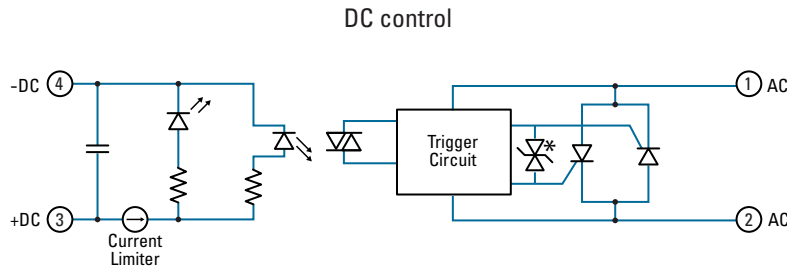 DC control
-DC 4
1 AC
Trigger
Circuit
*
+DC 3
2 AC
Current
Limiter